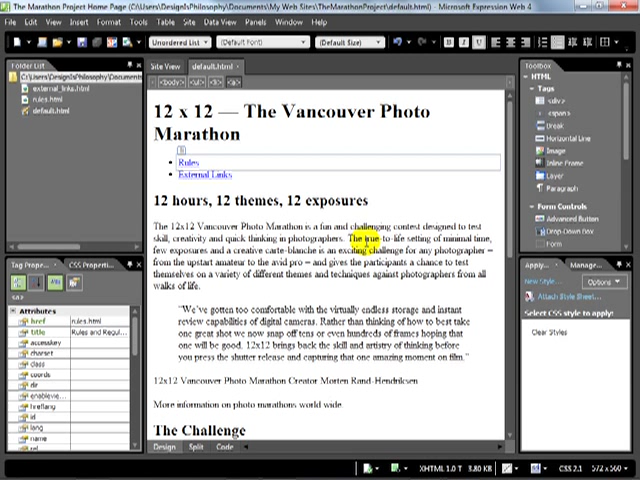 The Marathon Project Home Page (C:\Users\DesignIsPhilosophy\Documents\My Web Sites\TheMarathonProject\default.html) - Microsoft Expression Web 4
File Edit View Insert Format Tools Table Site Data View Panels Window Help
Unordered List (Default Font) (Default Size)
Folder List
C:\Users\DesignIsPhilosophy\Documents
external_links.html
rules.html
default.html
Site View default.html
<body> <ul> <li> <a>
12 x 12 — The Vancouver Photo
Marathon
Rules
External Links
12 hours, 12 themes, 12 exposures
The 12x12 Vancouver Photo Marathon is a fun and challenging contest designed to test
skill, creativity and quick thinking in photographers. The true-to-life setting of minimal time,
few exposures and a creative carte-blanche is an exciting challenge for any photographer –
from the upstart amateur to the avid pro – and gives the participants a chance to test
themselves on a variety of different themes and techniques against photographers from all
walks of life.
"We've gotten too comfortable with the virtually endless storage and instant
review capabilities of digital cameras. Rather than thinking of how to best take
one great shot we now snap off tens or even hundreds of frames hoping that
one will be good. 12x12 brings back the skill and artistry of thinking before
you press the shutter release and capturing that one amazing moment on film."
12x12 Vancouver Photo Marathon Creator Morten Rand-Hendriksen
More information on photo marathons world wide.
The Challenge
Design Split Code
Tag Prope... CSS Properti...
<a>
Attributes
href rules.html
title Rules and Regul...
accesskey
charset
class
coords
dir
enableviewe...
hreflang
id
lang
name
rel
Toolbox
HTML
Tags
<div>
<span>
Break
Horizontal Line
Image
Inline Frame
Layer
Paragraph
Form Controls
Advanced Button
Drop-Down Box
Form
Apply... Manage...
New Style... Options
Attach Style Sheet...
Select CSS style to apply:
Clear Styles
XHTML 1.0 T 3.80 KB CSS 2.1 572 x 560